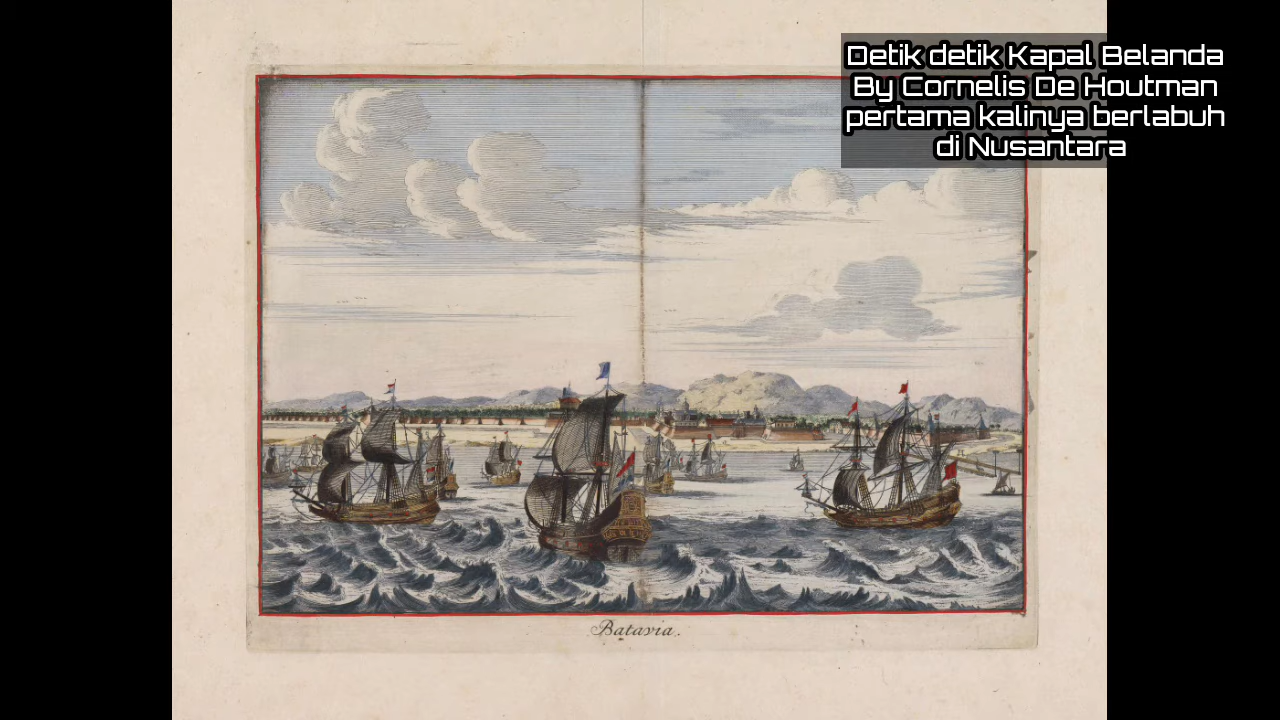 Detik detik Kapal Belanda
By Cornelis De Houtman
pertama kalinya berlabuh
di Nusantara
Batavia.